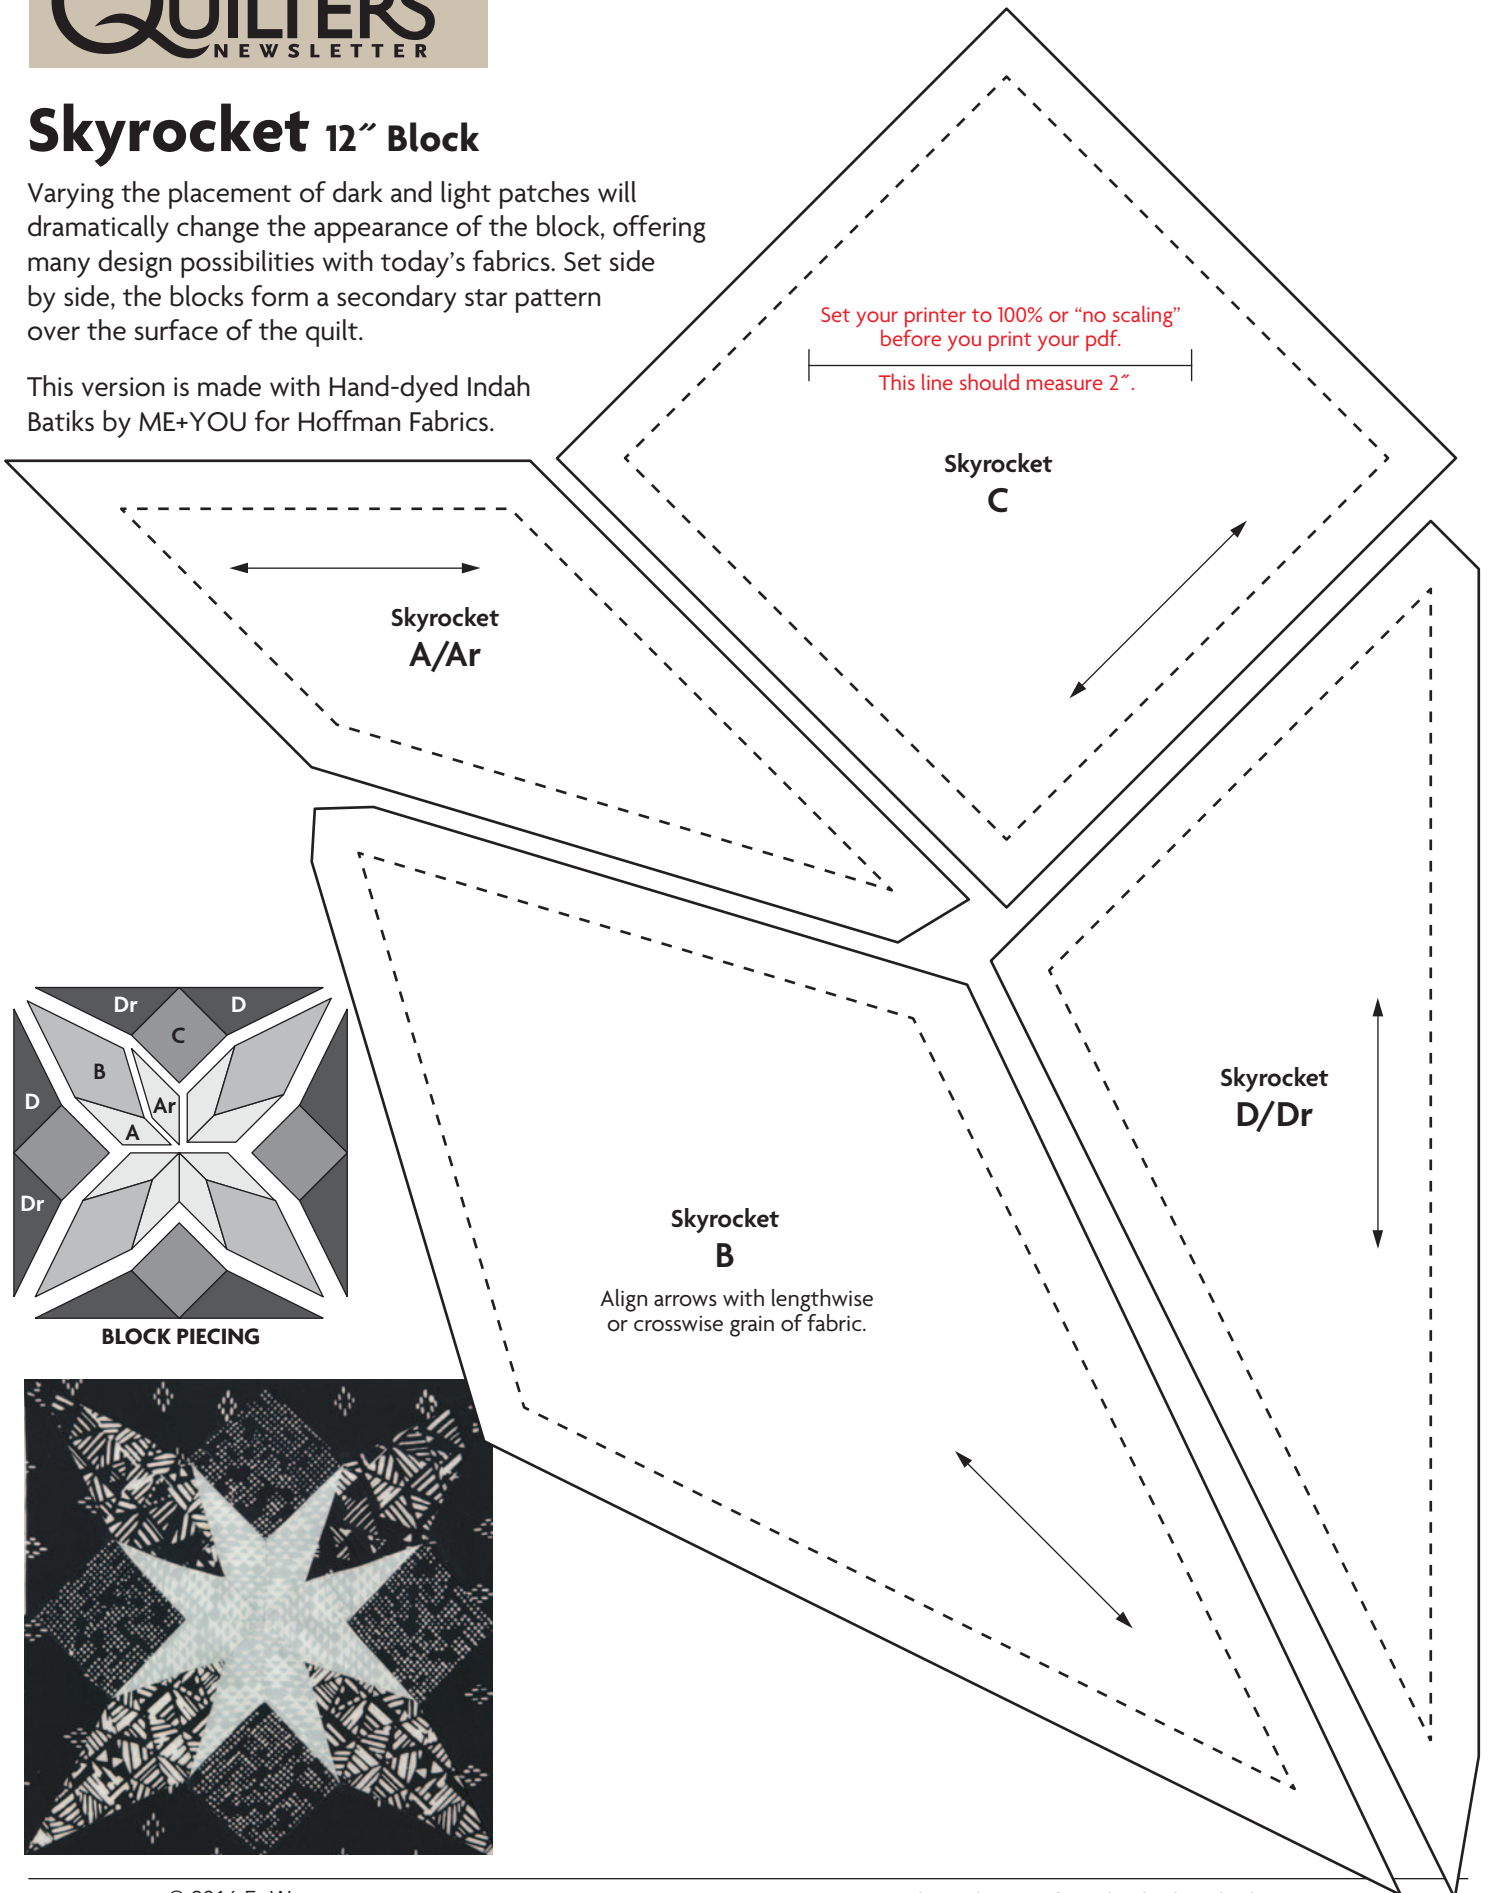 QUILTERS
NEWSLETTER
Skyrocket 12˝ Block
Varying the placement of dark and light patches will
dramatically change the appearance of the block, offering
many design possibilities with today's fabrics. Set side
by side, the blocks form a secondary star pattern
over the surface of the quilt.
This version is made with Hand-dyed Indah
Batiks by ME+YOU for Hoffman Fabrics.
Set your printer to 100% or “no scaling”
before you print your pdf.
This line should measure 2˝.
Skyrocket
C
Skyrocket
A/Ar
Skyrocket
D/Dr
Skyrocket
B
Align arrows with lengthwise
or crosswise grain of fabric.
Dr
D
C
B
D
Ar
A
Dr
BLOCK PIECING